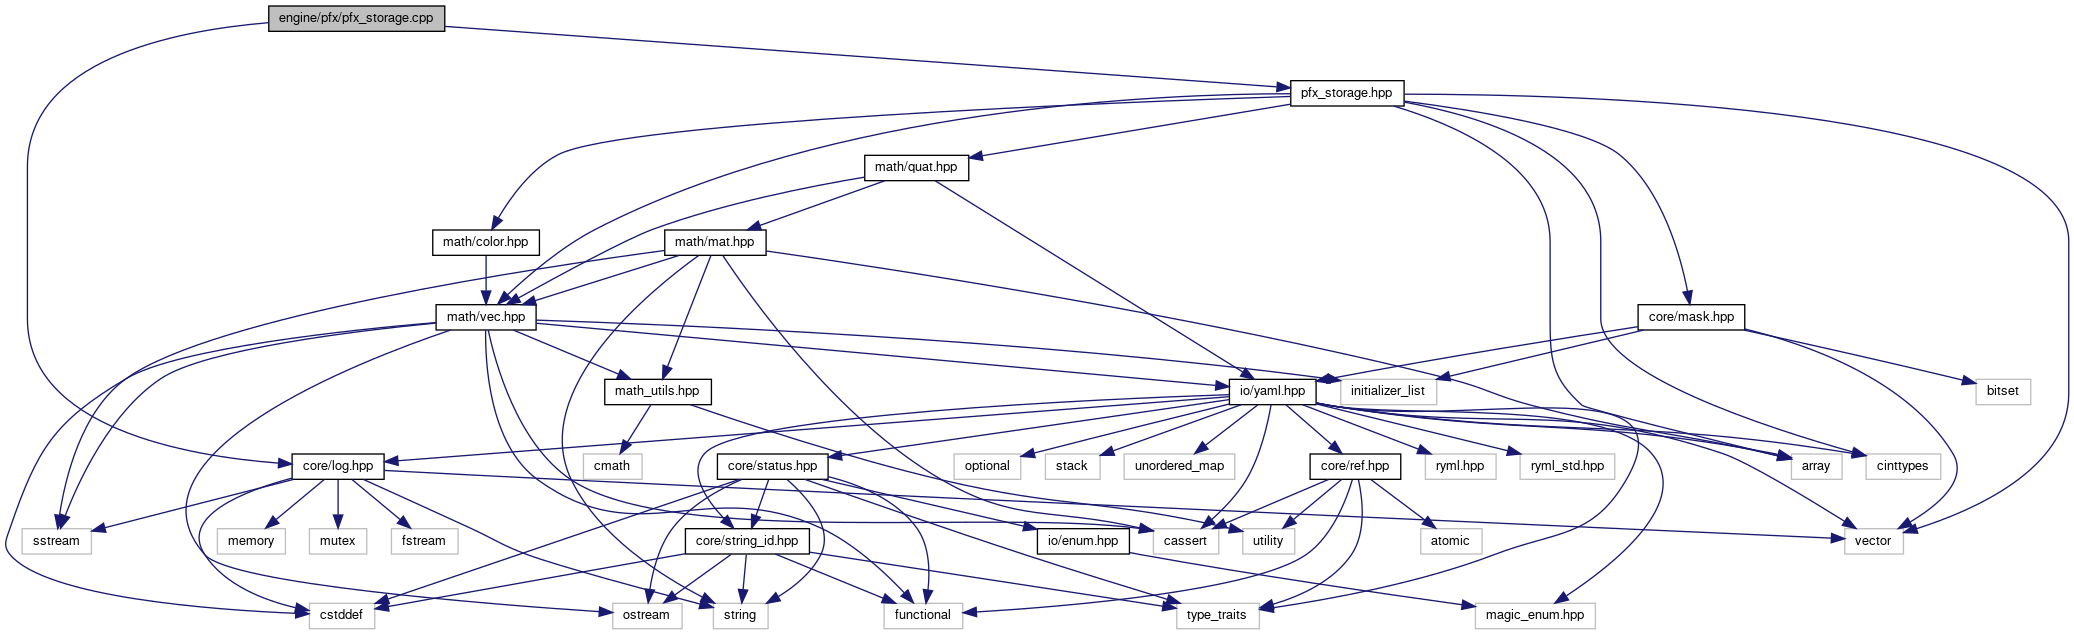 engine/pfx/pfx_storage.cpp
pfx_storage.hpp
math/quat.hpp
math/color.hpp
math/mat.hpp
math/vec.hpp
core/mask.hpp
math_utils.hpp
io/yaml.hpp
initializer_list
bitset
core/log.hpp
cmath
core/status.hpp
optional
stack
unordered_map
core/ref.hpp
ryml.hpp
ryml_std.hpp
array
cinttypes
sstream
memory
mutex
fstream
core/string_id.hpp
io/enum.hpp
cassert
utility
atomic
vector
cstddef
ostream
string
functional
type_traits
magic_enum.hpp